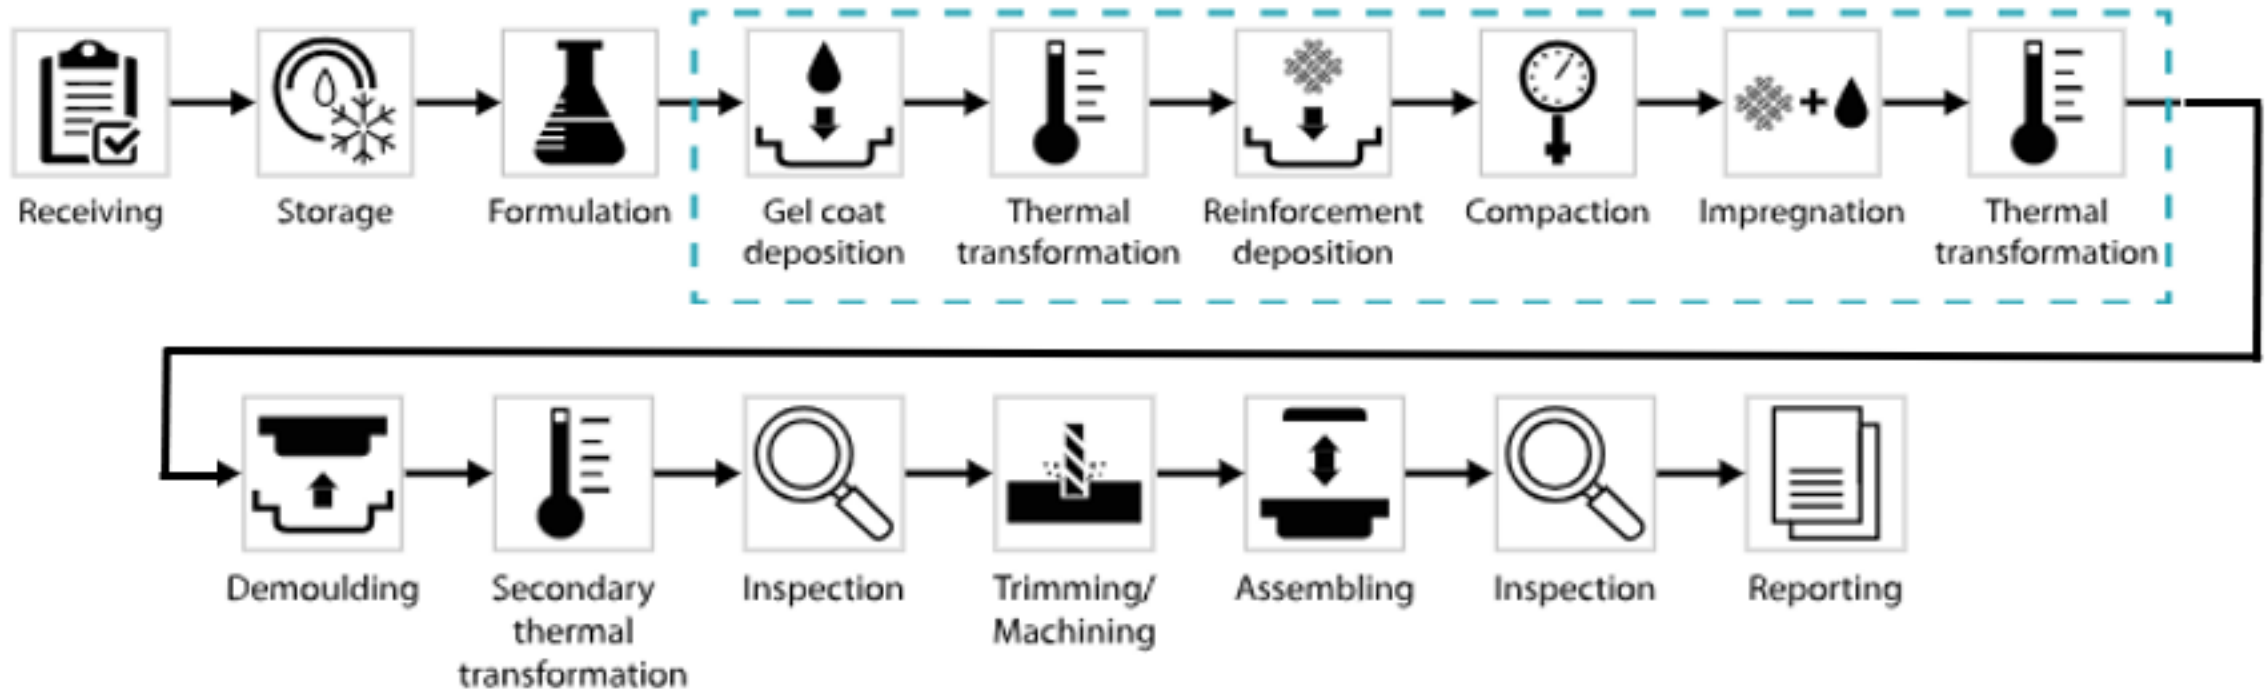 Receiving
Storage
Formulation
Gel coat
deposition
Thermal
transformation
Reinforcement
deposition
Compaction
Impregnation
Thermal
transformation
Demoulding
Secondary
thermal
transformation
Inspection
Trimming/
Machining
Assembling
Inspection
Reporting